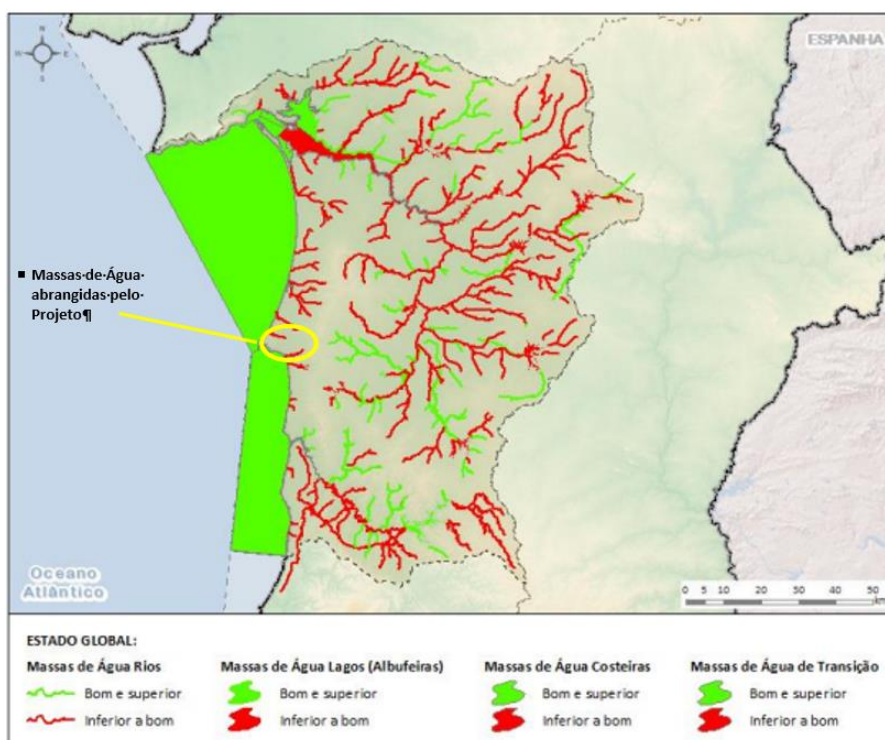 N
W E
S
ESPANHA
▪ Massas·de·Água·
abrangidas·pelo·
Projeto¶
Oceano
Atlântico
0 5 10 20 30 40 50
km
ESTADO GLOBAL:
Massas de Água Rios
Bom e superior
Inferior a bom
Massas de Água Lagos (Albufeiras)
Bom e superior
Inferior a bom
Massas de Água Costeiras
Bom e superior
Inferior a bom
Massas de Água de Transição
Bom e superior
Inferior a bom